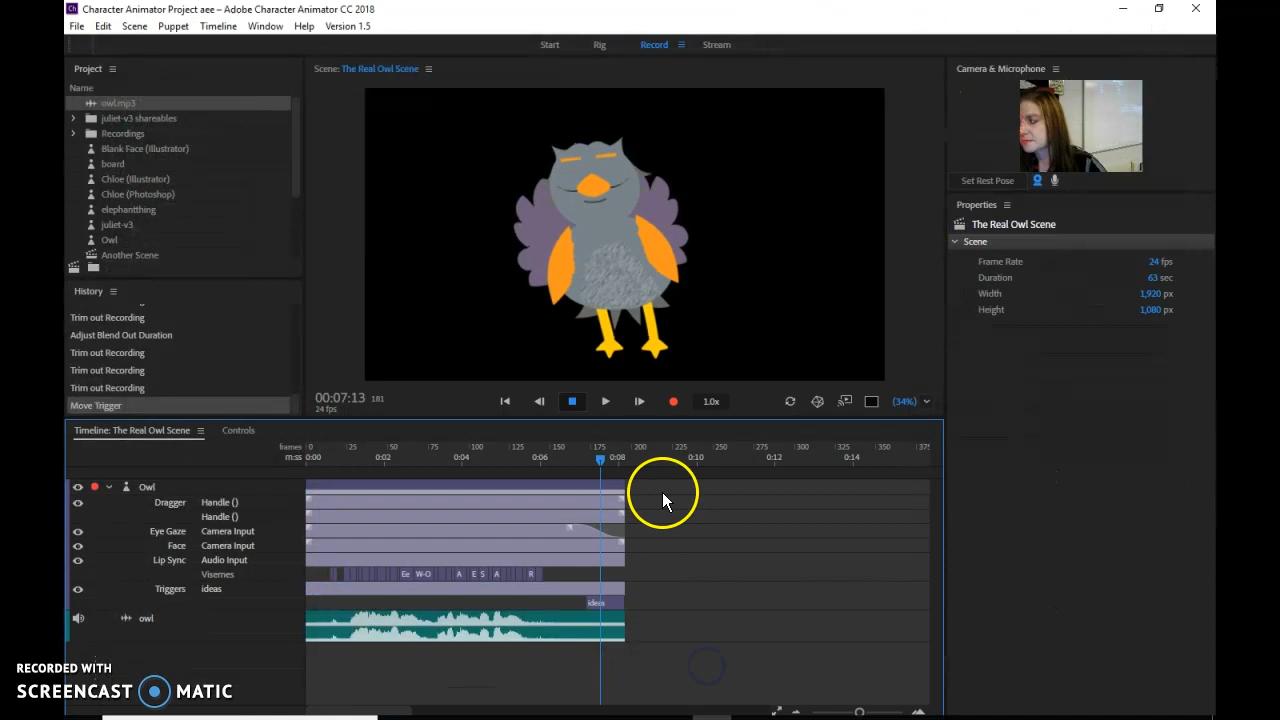 Ch Character Animator Project aee – Adobe Character Animator CC 2018
File Edit Scene Puppet Timeline Window Help Version 1.5
Start Rig Record Stream
Project
Name
owl.mp3
juliet-v3 shareables
Recordings
Blank Face (Illustrator)
board
Chloe (Illustrator)
Chloe (Photoshop)
elephantthing
juliet-v3
Owl
Another Scene
History
Trim out Recording
Adjust Blend Out Duration
Trim out Recording
Trim out Recording
Trim out Recording
Move Trigger
Scene: The Real Owl Scene
00:07:13 181
24 fps
1.0x
(34%)
Camera & Microphone
Set Rest Pose
Properties
The Real Owl Scene
Scene
Frame Rate 24 fps
Duration 63 sec
Width 1,920 px
Height 1,080 px
Timeline: The Real Owl Scene Controls
frames 0 25 50 75 100 125 150 175 200 225 250 275 300 325 350 375
m:ss 0:00 0:02 0:04 0:06 0:08 0:10 0:12 0:14
Owl
Dragger Handle ()
Handle ()
Eye Gaze Camera Input
Face Camera Input
Lip Sync Audio Input
Visemes Ee W-O A E S A R
Triggers ideas
ideas
owl
RECORDED WITH
SCREENCAST MATIC